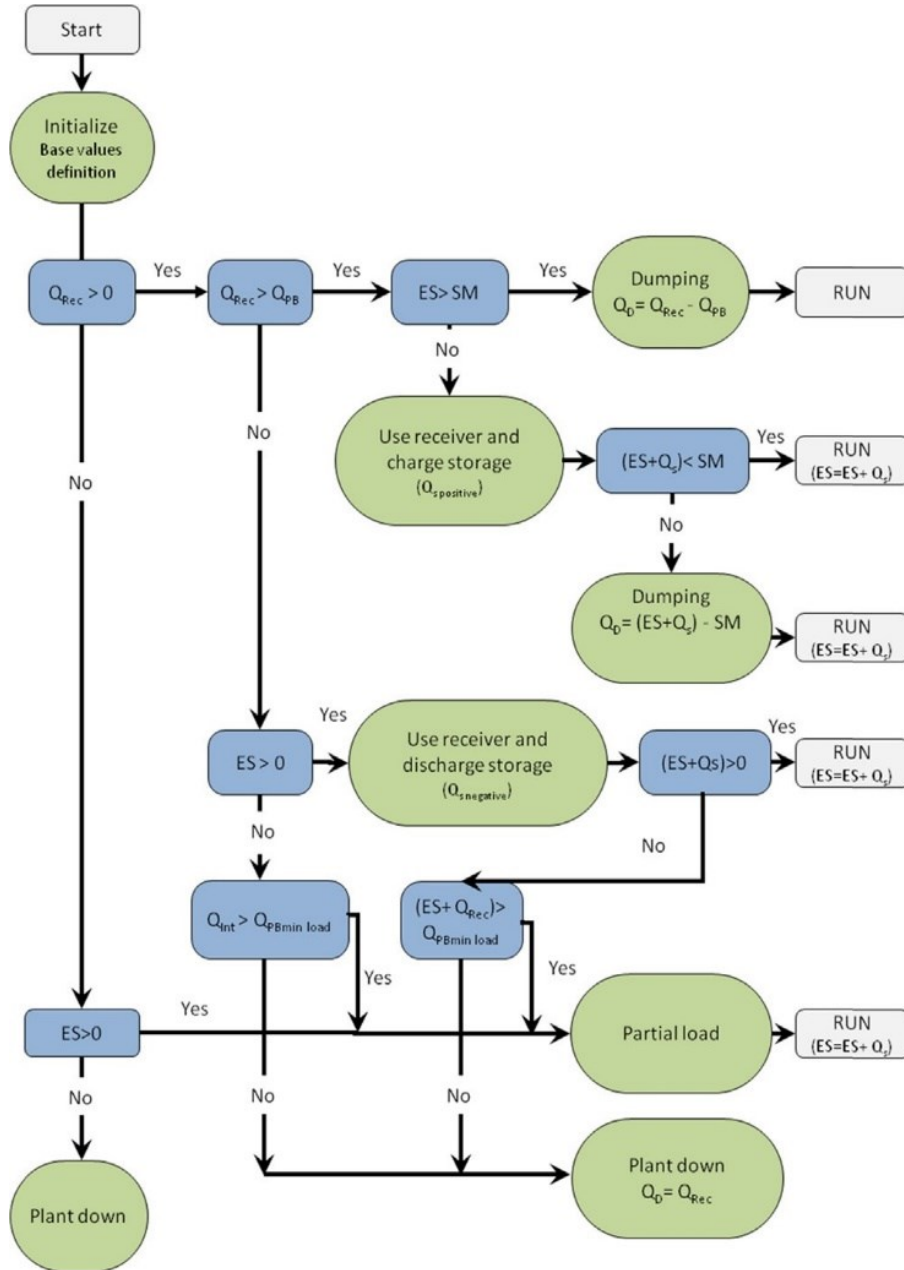 Start
Initialize
Base values
definition
Q_Rec > 0
Yes
Q_Rec > Q_PB
Yes
ES> SM
Yes
Dumping
Q_D= Q_Rec - Q_PB
RUN
No
No
No
Use receiver and
charge storage
(Q_s positive)
(ES+Q_s)< SM
Yes
RUN
(ES=ES+ Q_s)
No
Dumping
Q_D= (ES+Q_s) - SM
RUN
(ES=ES+ Q_s)
ES > 0
Yes
Use receiver and
discharge storage
(Q_s negative)
(ES+Qs)>0
Yes
RUN
(ES=ES+ Q_s)
No
No
Q_Int > Q_PBmin load
Yes
(ES+ Q_Rec)>
Q_PBmin load
Yes
ES>0
Yes
Partial load
RUN
(ES=ES+ Q_s)
No
No
No
Plant down
Plant down
Q_D= Q_Rec